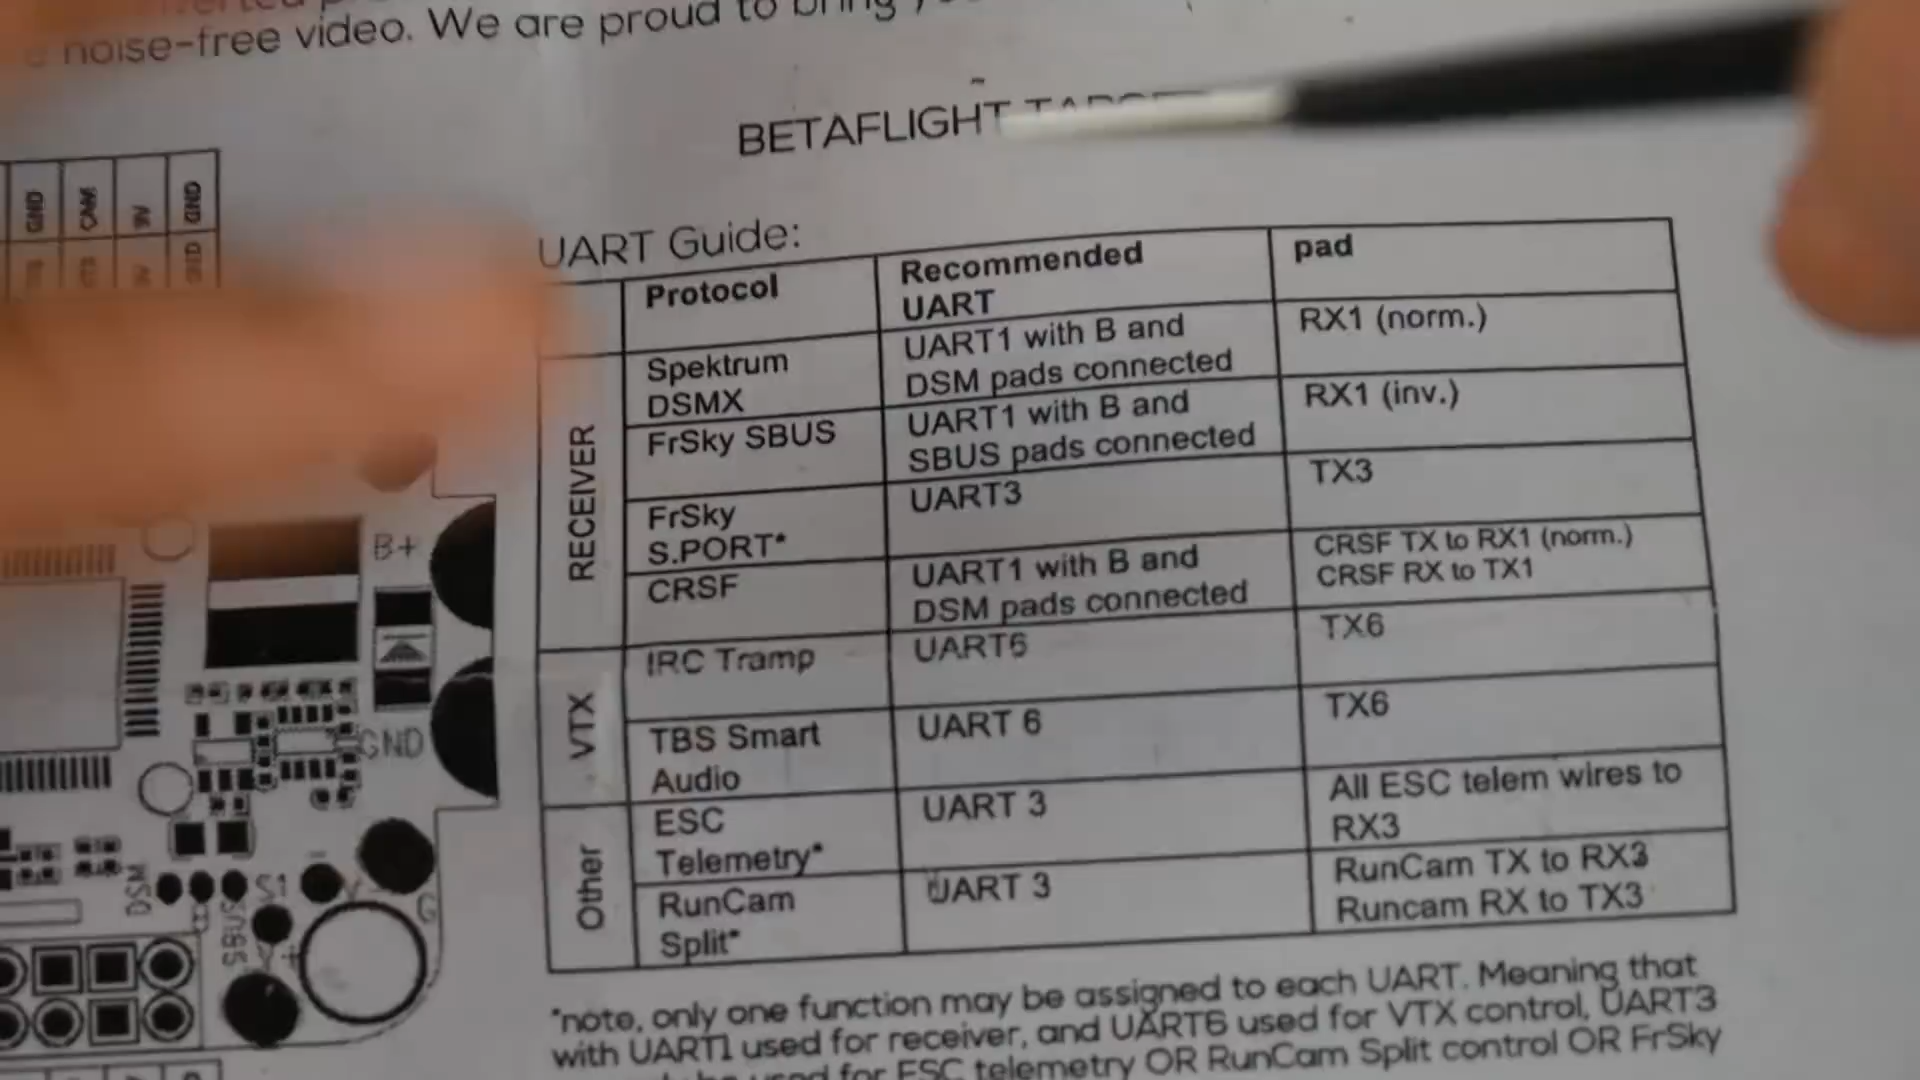 noise-free video. We are proud to bring
BETAFLIGHT TARGET
GND CAM 9V GND
UART Guide:
Protocol Recommended UART pad
RECEIVER
Spektrum DSMX UART1 with B and DSM pads connected RX1 (norm.)
FrSky SBUS UART1 with B and SBUS pads connected RX1 (inv.)
FrSky S.PORT* UART3 TX3
CRSF UART1 with B and DSM pads connected CRSF TX to RX1 (norm.) CRSF RX to TX1
VTX
IRC Tramp UART6 TX6
TBS Smart Audio UART 6 TX6
Other
ESC Telemetry* UART 3 All ESC telem wires to RX3
RunCam Split* UART 3 RunCam TX to RX3 Runcam RX to TX3
*note, only one function may be assigned to each UART. Meaning that
with UART1 used for receiver, and UART6 used for VTX control, UART3
used for ESC telemetry OR RunCam Split control OR FrSky
B+
GND
DSM
B
SBUS
S1
- V
G
V+